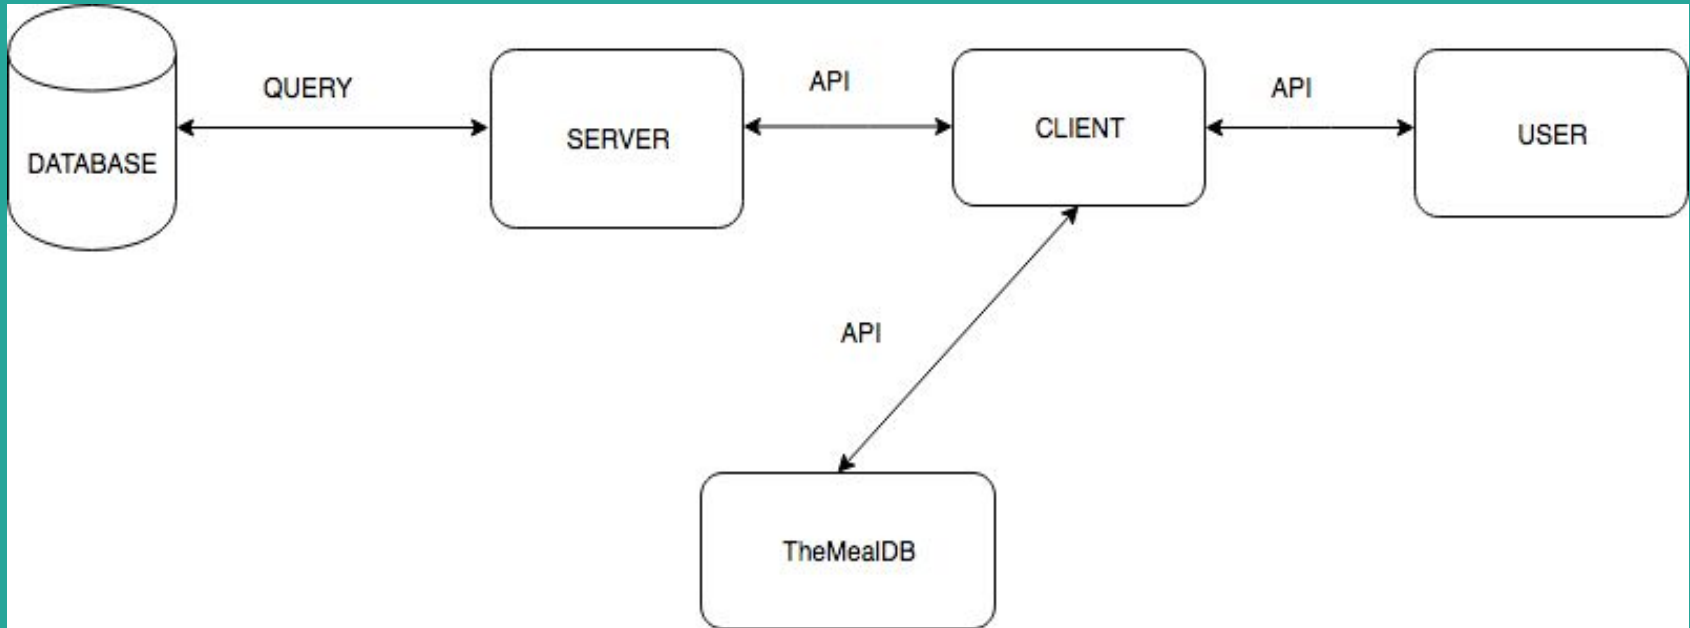 QUERY
API
API
DATABASE
SERVER
CLIENT
USER
API
TheMealDB